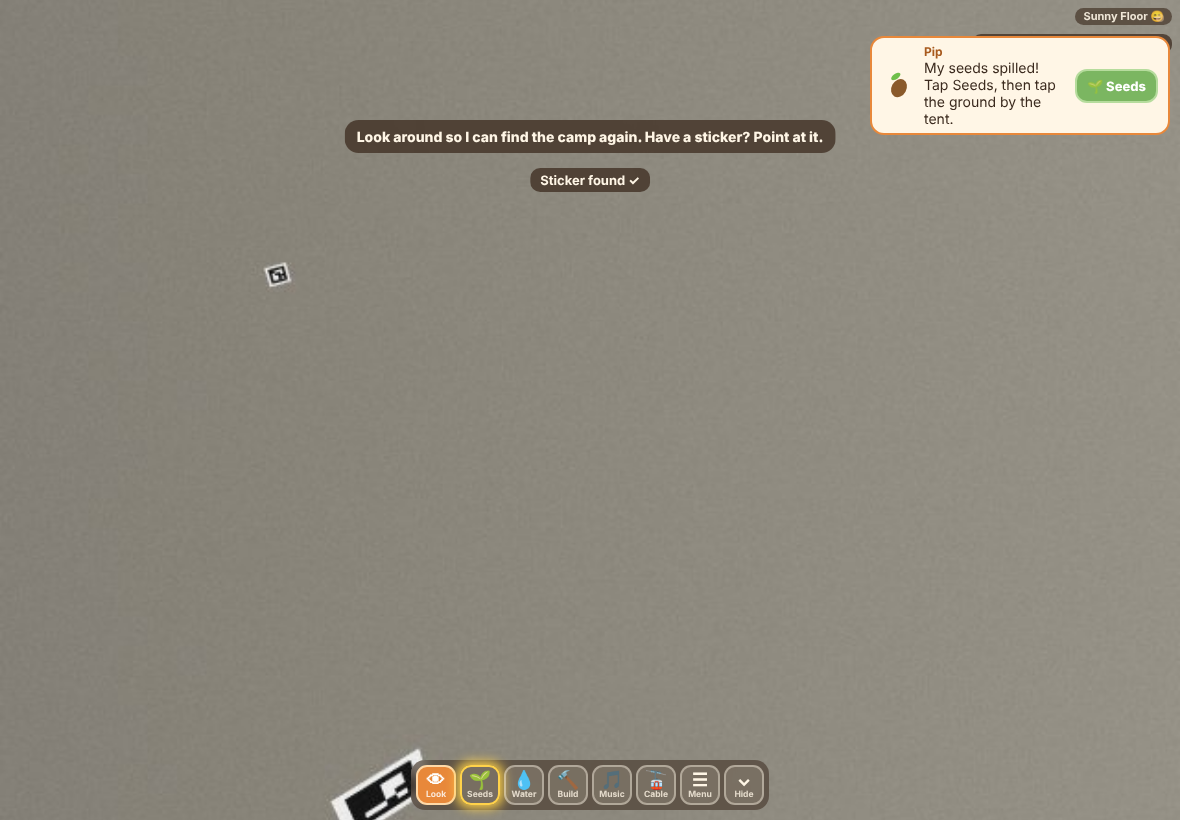 Sunny Floor
Pip
My seeds spilled!
Tap Seeds, then tap
the ground by the
tent.
Seeds
Look around so I can find the camp again. Have a sticker? Point at it.
Sticker found ✓
Look
Seeds
Water
Build
Music
Cable
Menu
Hide